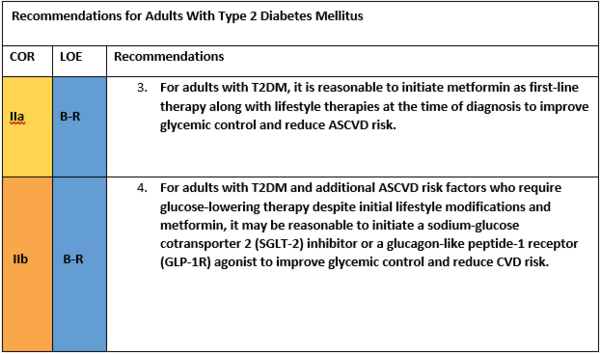 Recommendations for Adults With Type 2 Diabetes Mellitus
COR LOE Recommendations
IIa B-R
3. For adults with T2DM, it is reasonable to initiate metformin as first-line
therapy along with lifestyle therapies at the time of diagnosis to improve
glycemic control and reduce ASCVD risk.
IIb B-R
4. For adults with T2DM and additional ASCVD risk factors who require
glucose-lowering therapy despite initial lifestyle modifications and
metformin, it may be reasonable to initiate a sodium-glucose
cotransporter 2 (SGLT-2) inhibitor or a glucagon-like peptide-1 receptor
(GLP-1R) agonist to improve glycemic control and reduce CVD risk.